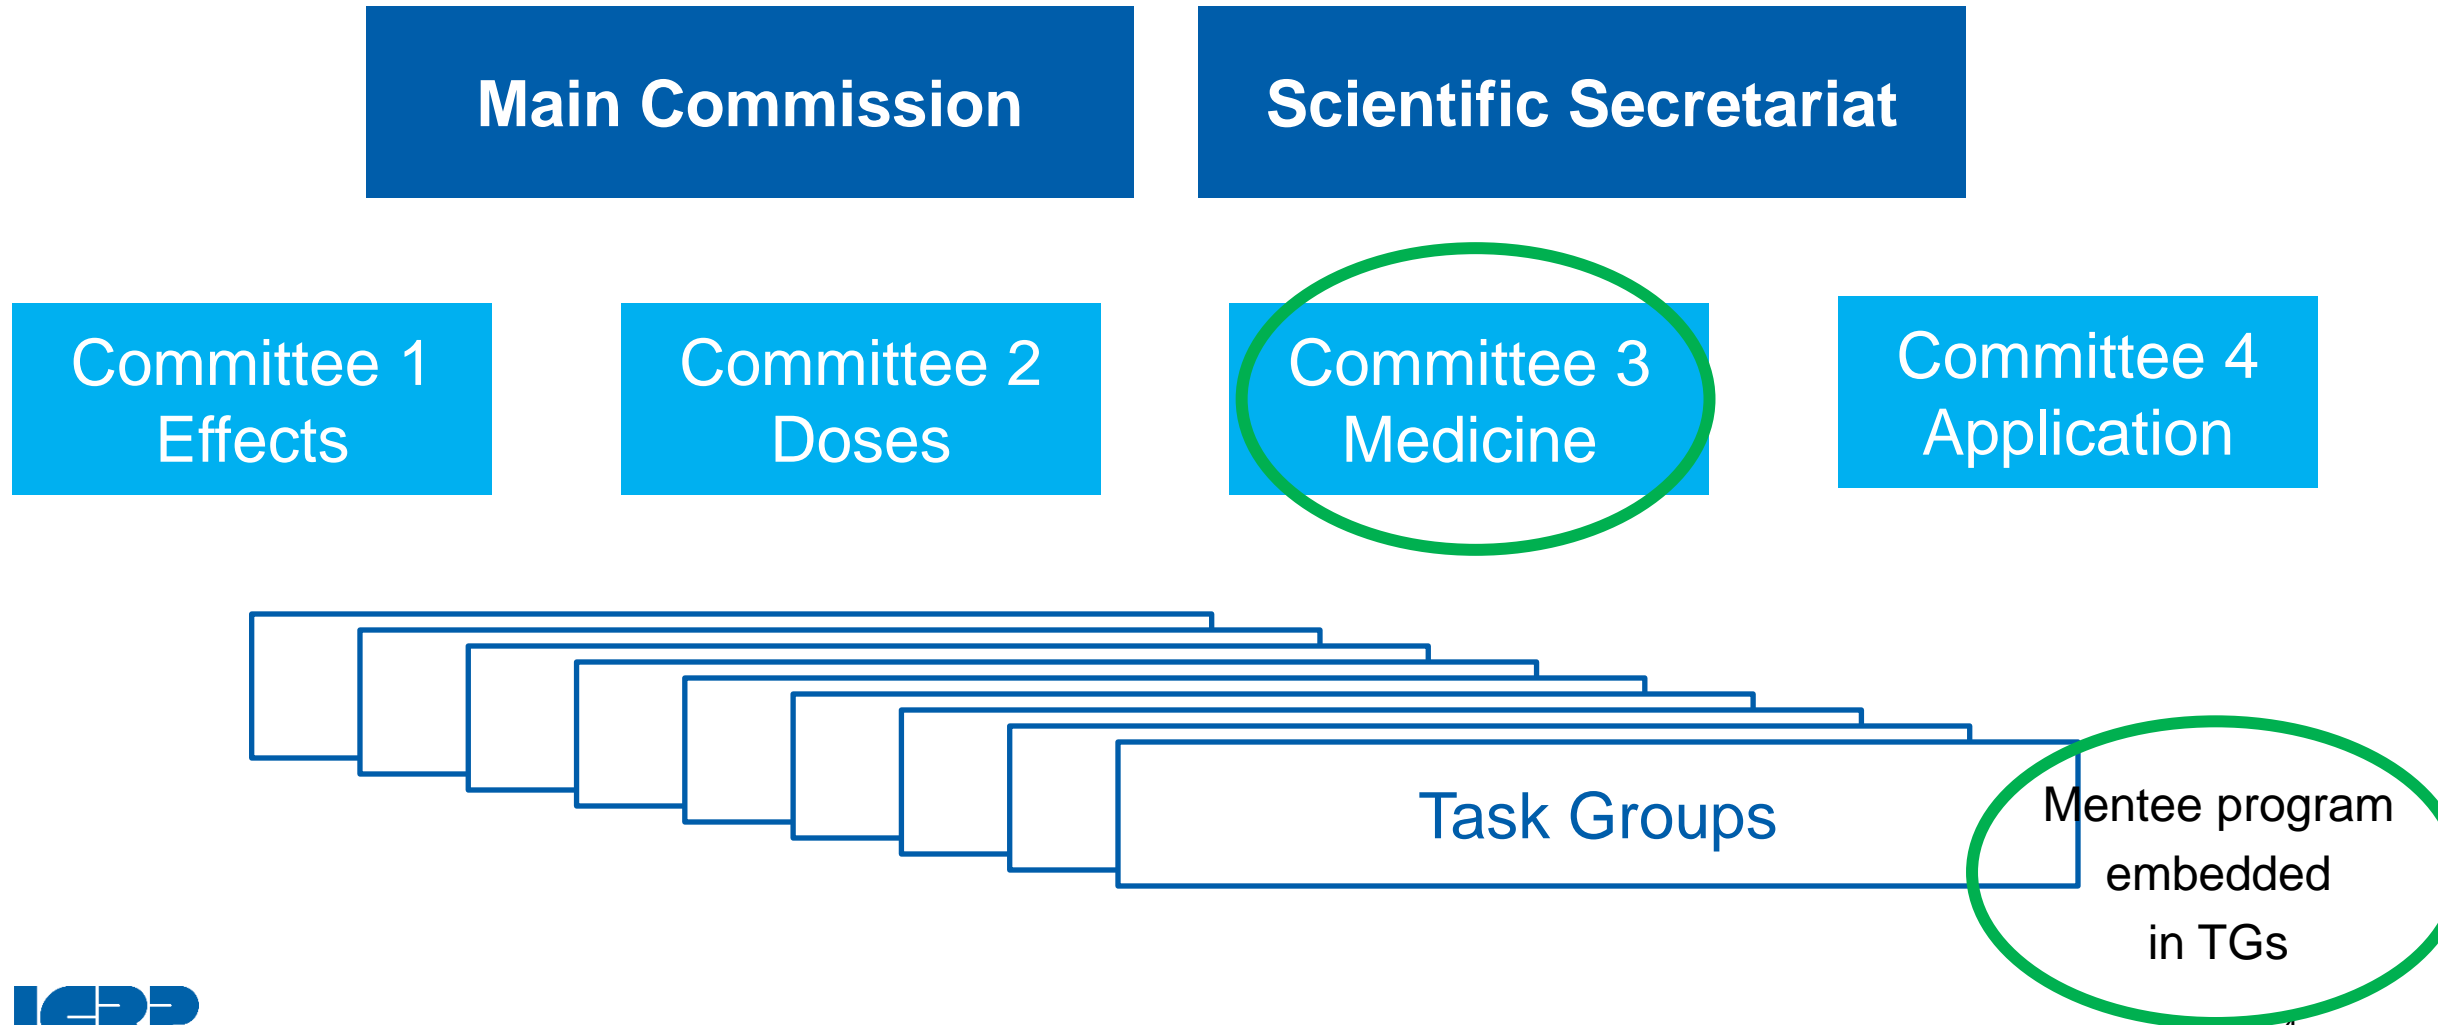 Main Commission
Scientific Secretariat
Committee 1
Effects
Committee 2
Doses
Committee 3
Medicine
Committee 4
Application
Task Groups
Mentee program
embedded
in TGs
ICRP